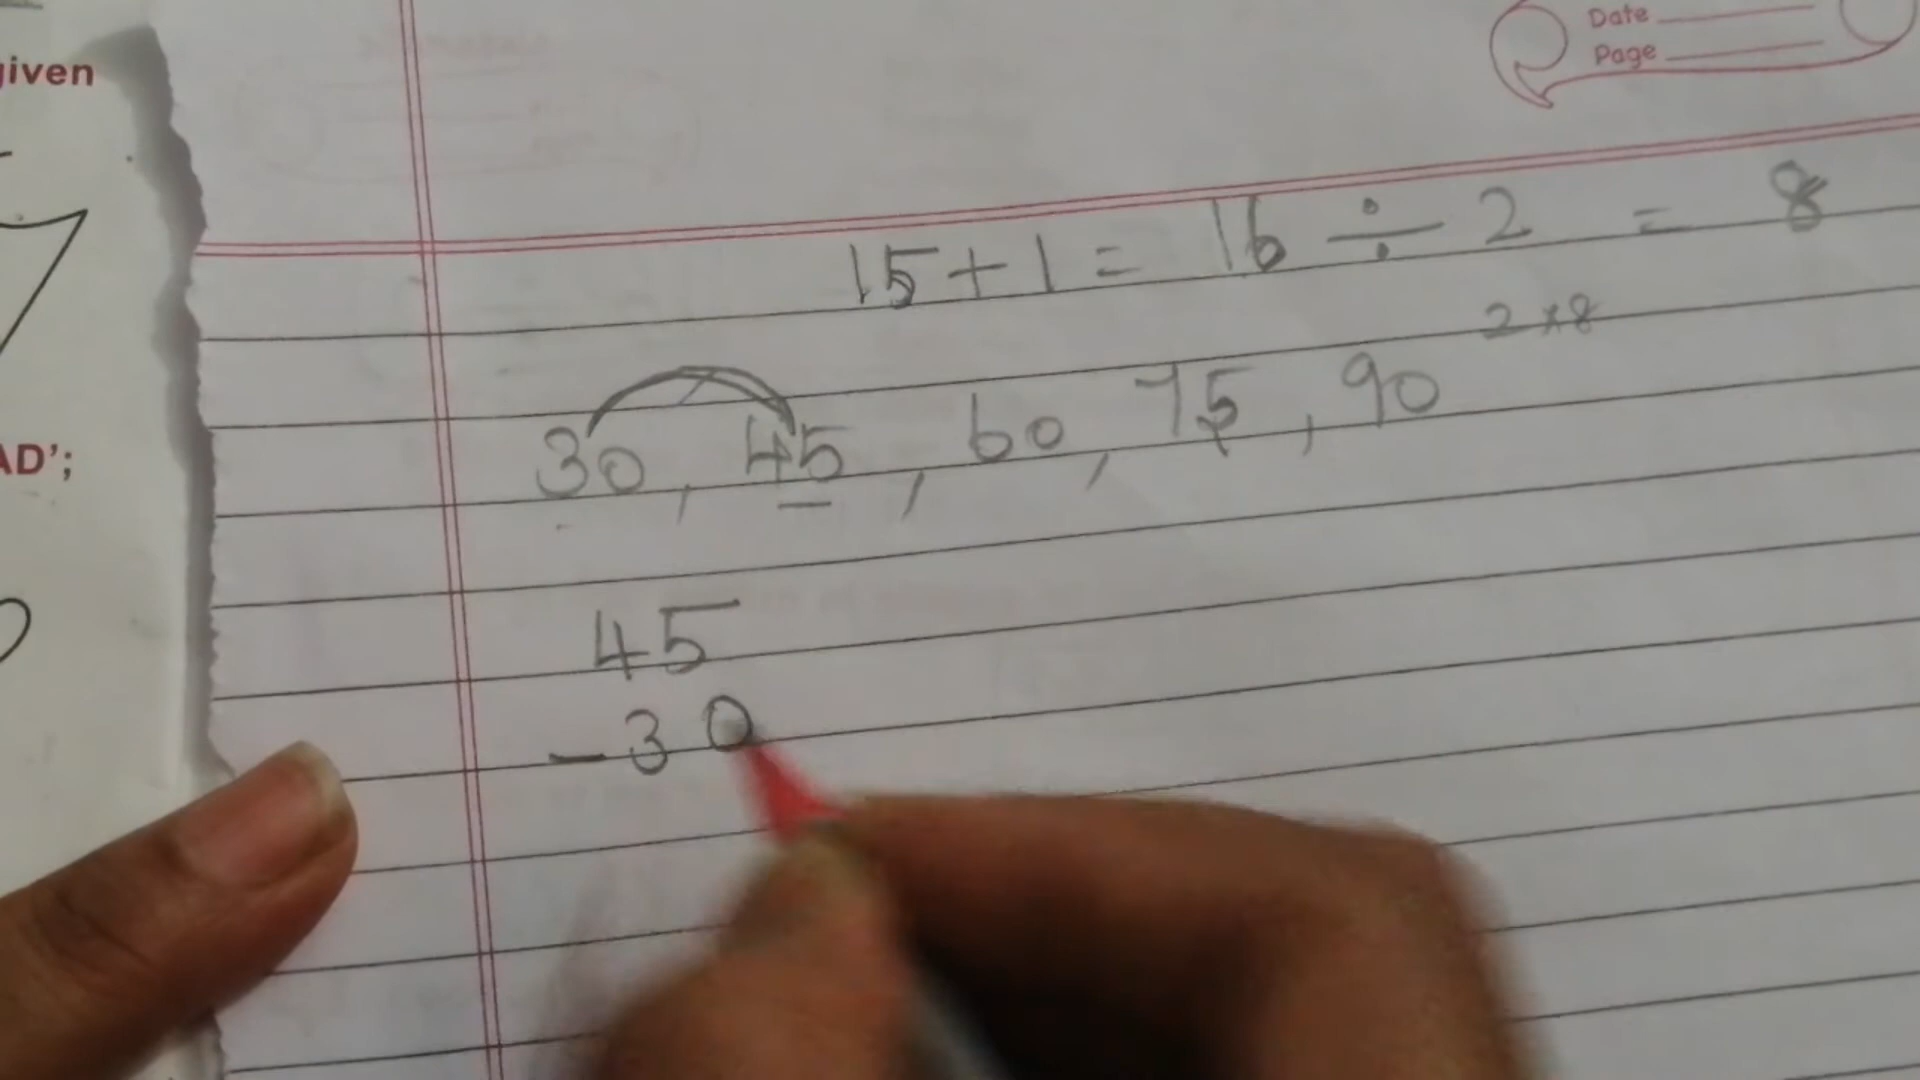 given
AD';
Date
Page
15 + 1 = 16 ÷ 2 = 8
2 x 8
30, 45, 60, 75, 90
45
- 30